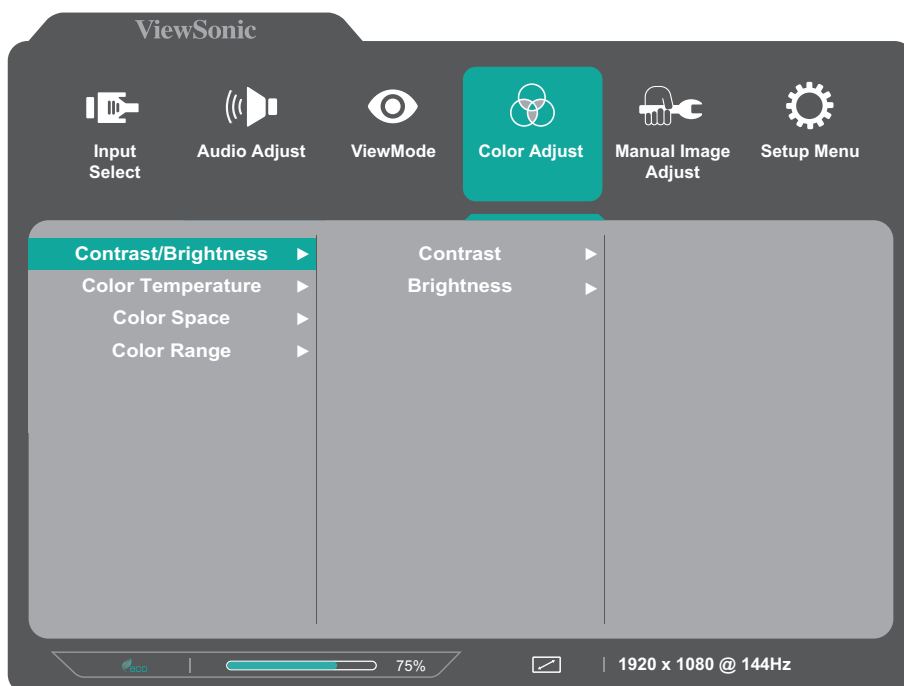 ViewSonic
Input
Select
Audio Adjust
ViewMode
Color Adjust
Manual Image
Adjust
Setup Menu
Contrast/Brightness
Color Temperature
Color Space
Color Range
Contrast
Brightness
eco
75%
1920 x 1080 @ 144Hz